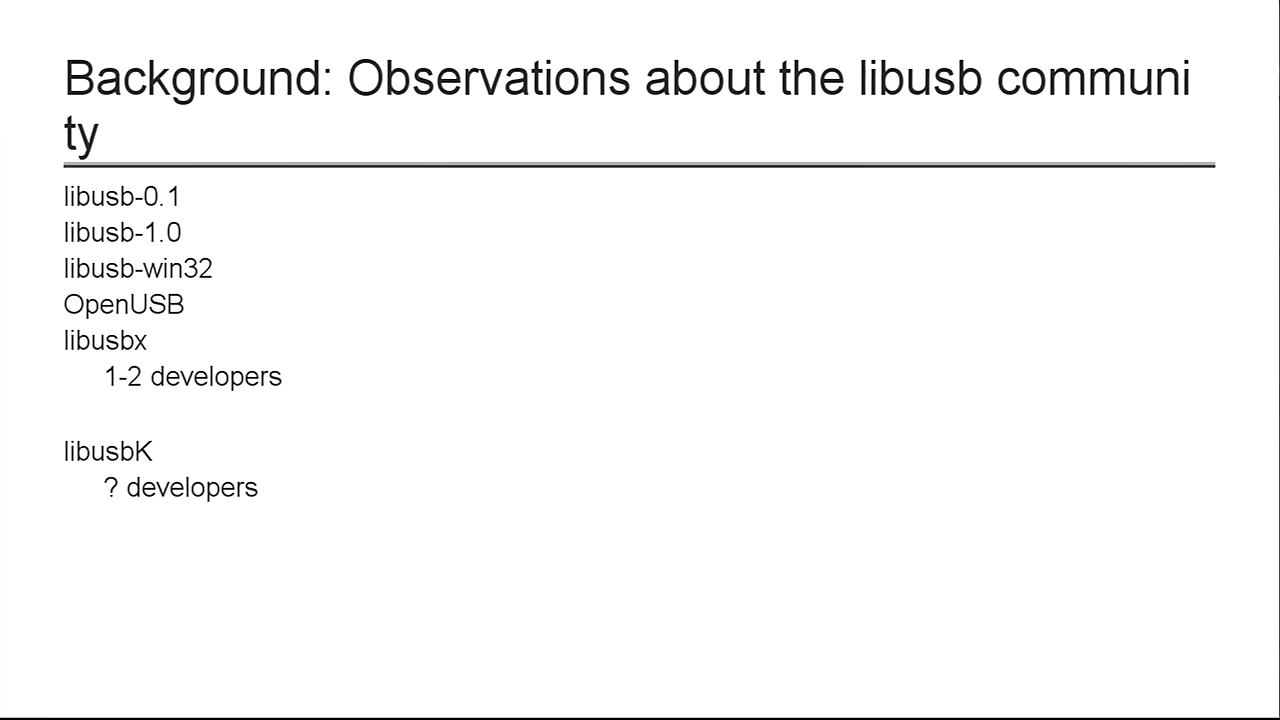 Background: Observations about the libusb communi
ty
libusb-0.1
libusb-1.0
libusb-win32
OpenUSB
libusbx
1-2 developers
libusbK
? developers